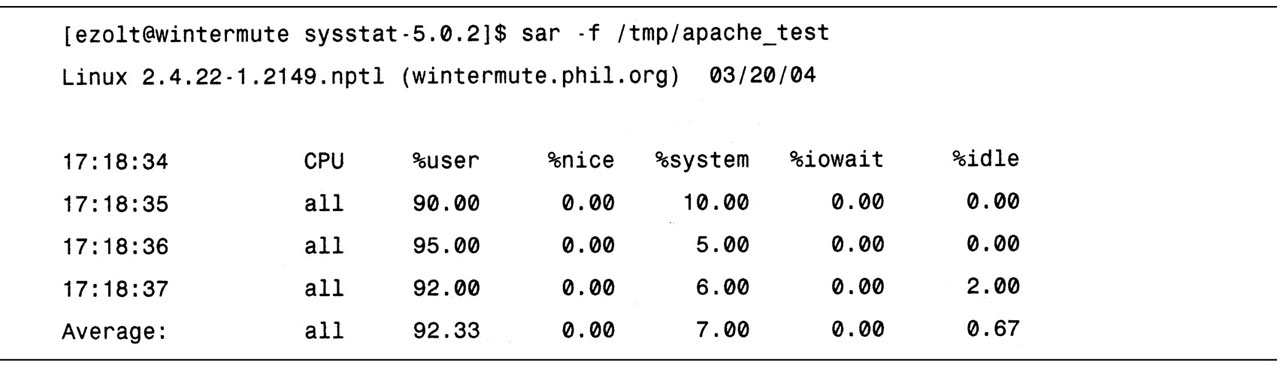 [ezolt@wintermute sysstat-5.0.2]$ sar -f /tmp/apache_test
Linux 2.4.22-1.2149.nptl (wintermute.phil.org) 03/20/04
17:18:34 CPU %user %nice %system %iowait %idle
17:18:35 all 90.00 0.00 10.00 0.00 0.00
17:18:36 all 95.00 0.00 5.00 0.00 0.00
17:18:37 all 92.00 0.00 6.00 0.00 2.00
Average: all 92.33 0.00 7.00 0.00 0.67